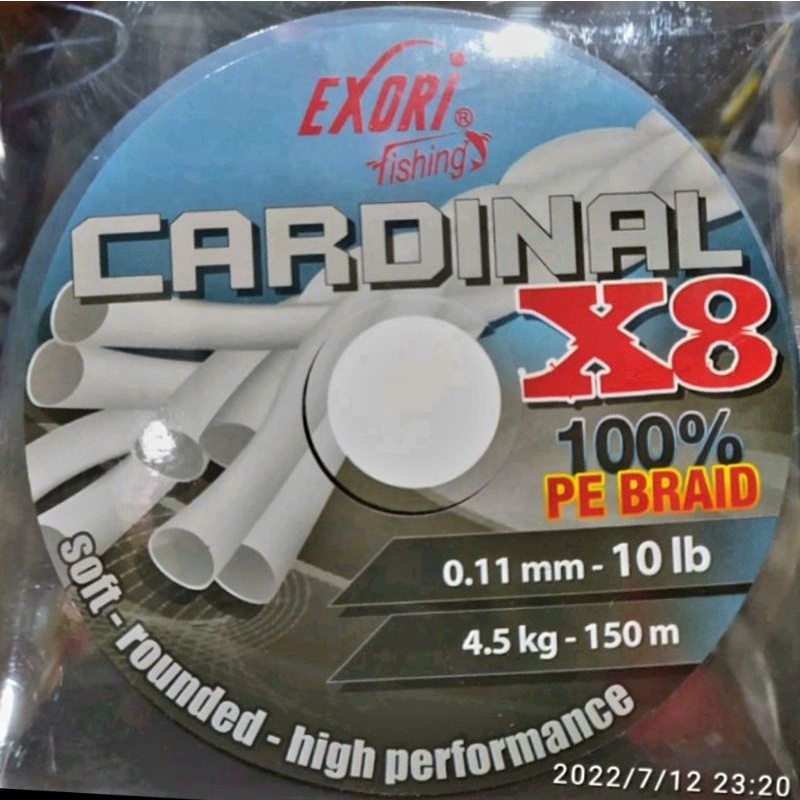 EXORI®
fishing
CARDINAL
X8
100%
PE BRAID
0.11 mm - 10 lb
4.5 kg - 150 m
soft - rounded - high performance
2022/7/12 23:20